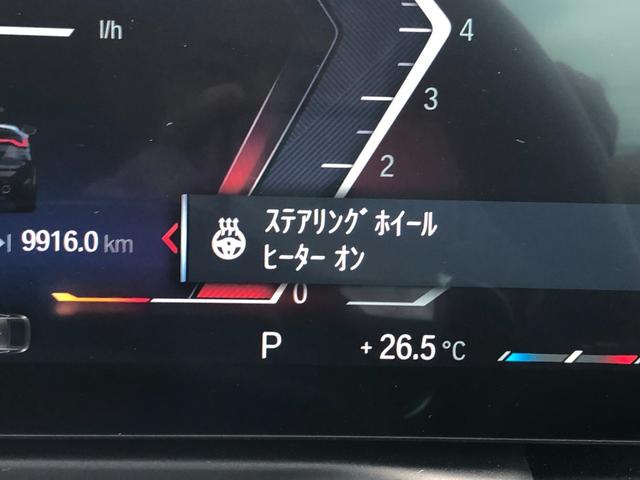 l/h
4
3
2
ステアリング ホイール
ヒーター オン
9916.0 km
0
P
+26.5 °C